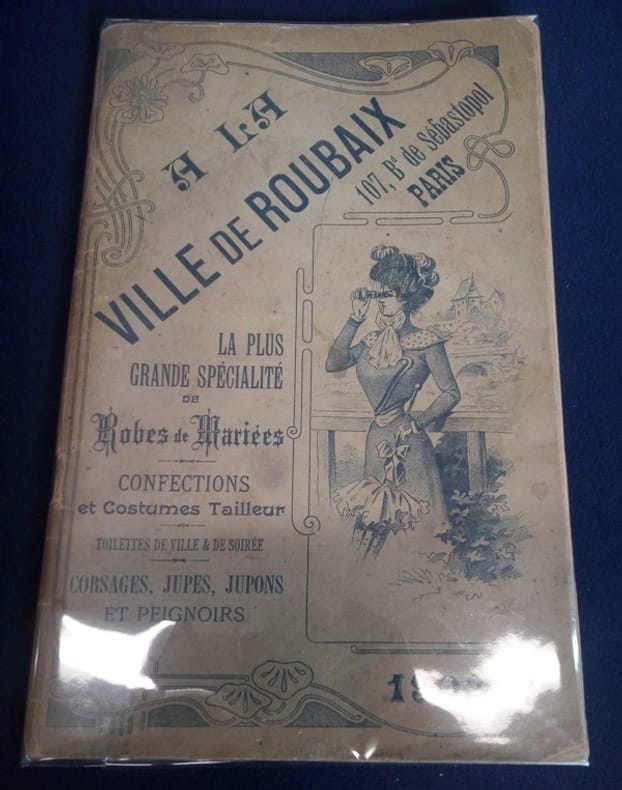 A LA
VILLE DE ROUBAIX
107, Bd de Sébastopol
PARIS
LA PLUS
GRANDE SPÉCIALITÉ
DE
Robes de Mariées
CONFECTIONS
et Costumes Tailleur
TOILETTES DE VILLE & DE SOIRÉE
CORSAGES, JUPES, JUPONS
ET PEIGNOIRS